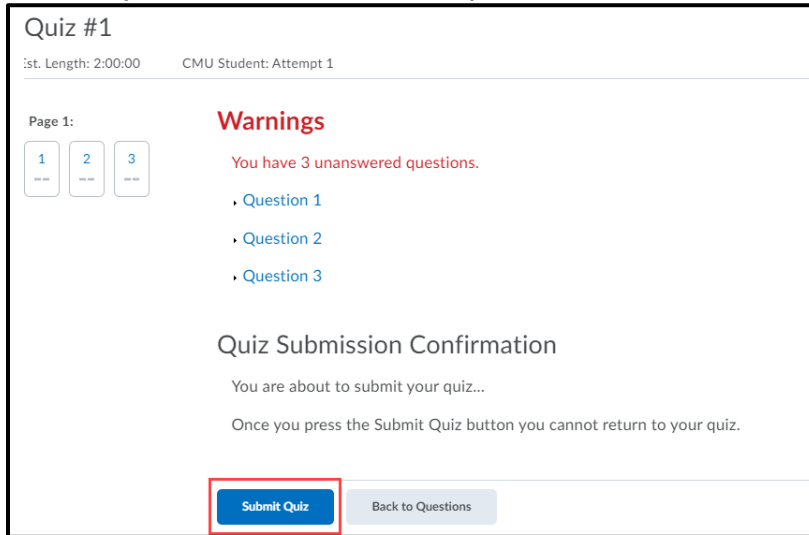 Quiz #1
st. Length: 2:00:00 CMU Student: Attempt 1
Page 1:
1 2 3
-- -- --
Warnings
You have 3 unanswered questions.
Question 1
Question 2
Question 3
Quiz Submission Confirmation
You are about to submit your quiz...
Once you press the Submit Quiz button you cannot return to your quiz.
Submit Quiz Back to Questions